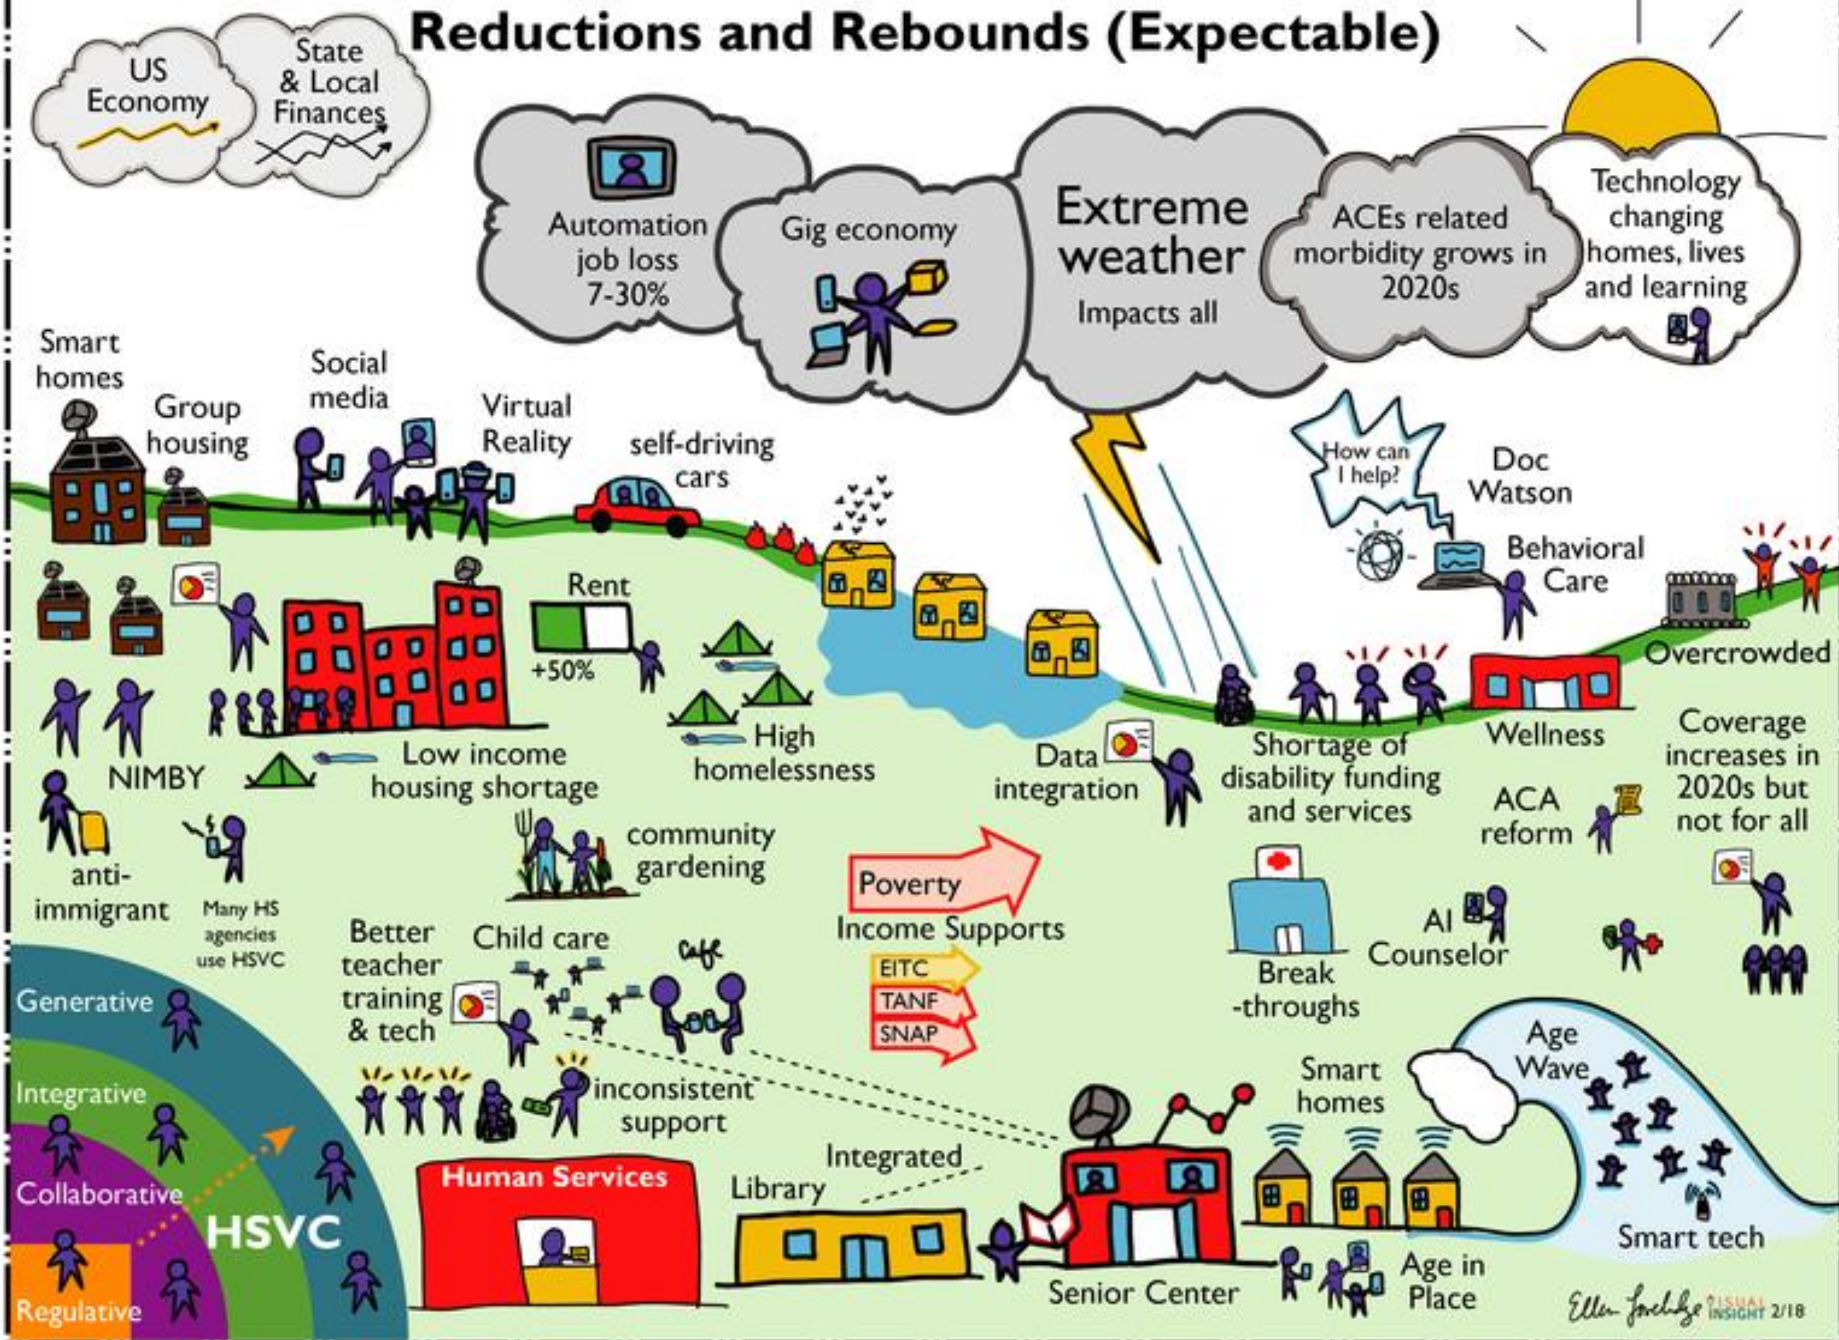 Reductions and Rebounds (Expectable)
US
Economy
State
& Local
Finances
Automation
job loss
7-30%
Gig economy
Extreme
weather
Impacts all
ACEs related
morbidity grows in
2020s
Technology
changing
homes, lives
and learning
Smart
homes
Group
housing
Social
media
Virtual
Reality
self-driving
cars
How can
I help?
Doc
Watson
Behavioral
Care
Overcrowded
Rent
+50%
NIMBY
Low income
housing shortage
High
homelessness
Data
integration
Shortage of
disability funding
and services
Wellness
Coverage
increases in
2020s but
not for all
ACA
reform
anti-
immigrant
Many HS
agencies
use HSVC
community
gardening
Poverty
Income Supports
EITC
TANF
SNAP
Break
-throughs
AI
Counselor
Better
teacher
training
& tech
Child care
Cafe
inconsistent
support
Generative
Integrative
Collaborative
Regulative
HSVC
Human Services
Library
Integrated
Senior Center
Smart
homes
Age in
Place
Age
Wave
Smart tech
Ellen Lovelidge VISUAL
INSIGHT 2/18